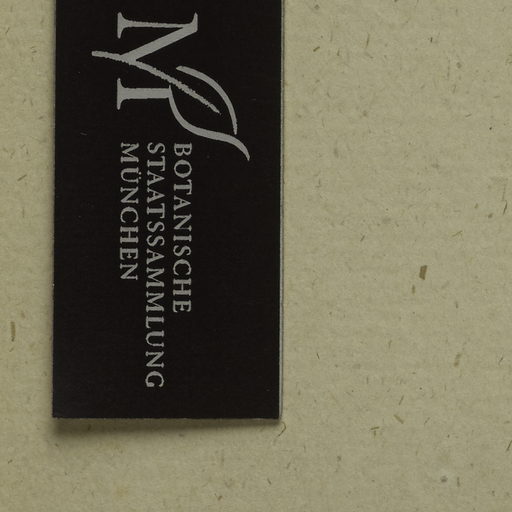 M
BOTANISCHE
STAATSSAMMLUNG
MÜNCHEN